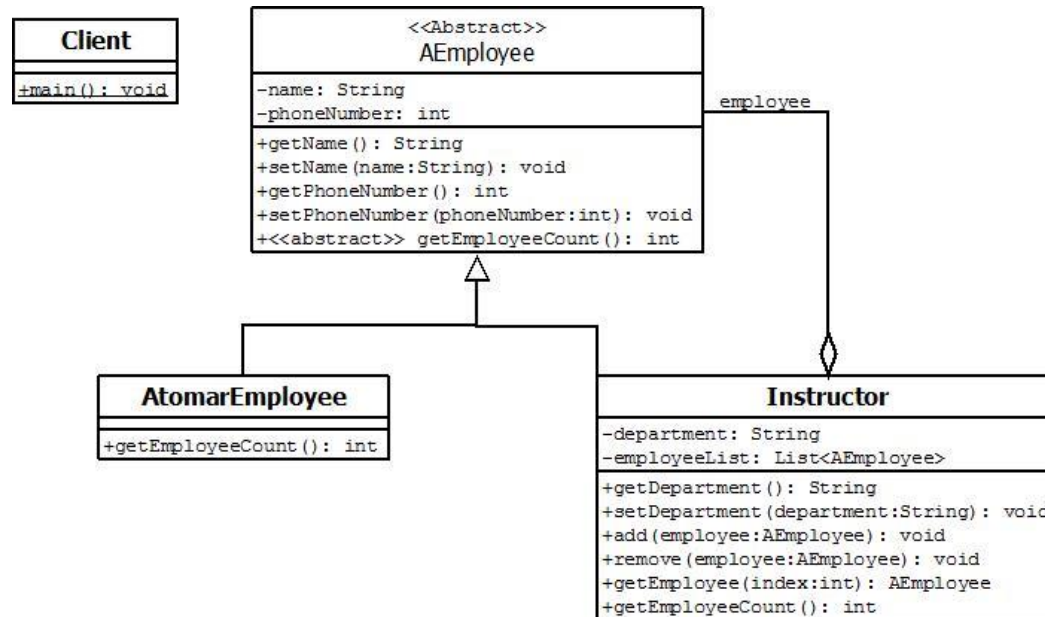 Client
+main(): void
<<Abstract>>
AEmployee
-name: String
-phoneNumber: int
+getName(): String
+setName(name:String): void
+getPhoneNumber(): int
+setPhoneNumber(phoneNumber:int): void
+<<abstract>> getEmployeeCount(): int
employee
AtomarEmployee
+getEmployeeCount(): int
Instructor
-department: String
-employeeList: List<AEmployee>
+getDepartment(): String
+setDepartment(department:String): void
+add(employee:AEmployee): void
+remove(employee:AEmployee): void
+getEmployee(index:int): AEmployee
+getEmployeeCount(): int